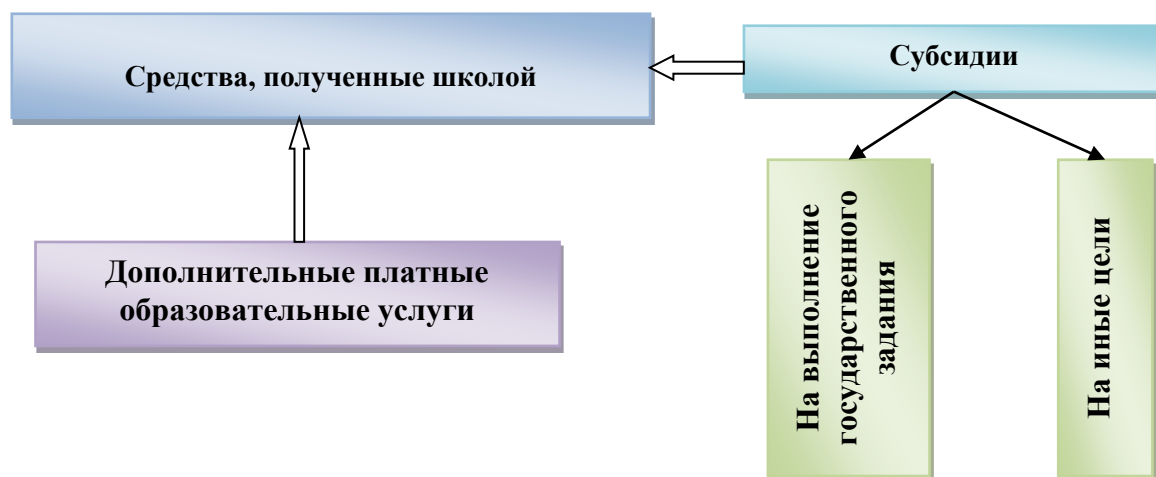 Средства, полученные школой
Субсидии
Дополнительные платные
образовательные услуги
На выполнение
государственного
задания
На иные цели